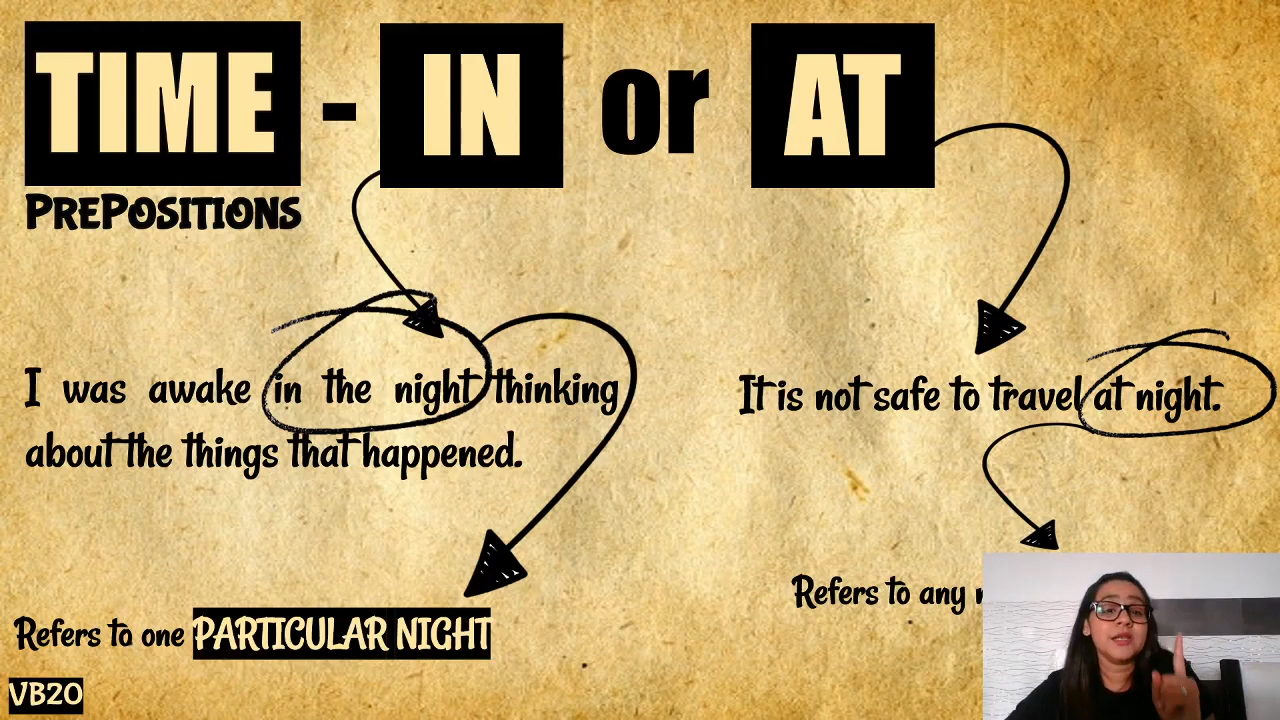 TIME - IN or AT
PREPOSITIONS
I was awake in the night thinking
about the things that happened.
It is not safe to travel at night.
Refers to one PARTICULAR NIGHT
Refers to any
VB20